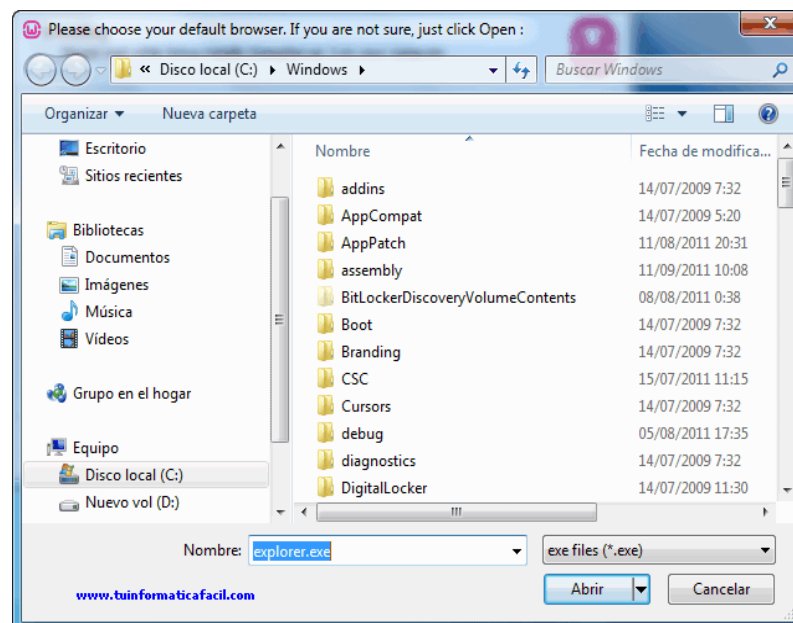 Please choose your default browser. If you are not sure, just click Open :
« Disco local (C:) Windows Buscar Windows
Organizar Nueva carpeta
Escritorio
Sitios recientes
Bibliotecas
Documentos
Imágenes
Música
Vídeos
Grupo en el hogar
Equipo
Disco local (C:)
Nuevo vol (D:)
Nombre Fecha de modifica...
addins 14/07/2009 7:32
AppCompat 14/07/2009 5:20
AppPatch 11/08/2011 20:31
assembly 11/09/2011 10:08
BitLockerDiscoveryVolumeContents 08/08/2011 0:38
Boot 14/07/2009 7:32
Branding 14/07/2009 7:32
CSC 15/07/2011 11:15
Cursors 14/07/2009 7:32
debug 05/08/2011 17:35
diagnostics 14/07/2009 7:32
DigitalLocker 14/07/2009 11:30
Nombre: explorer.exe exe files (*.exe)
www.tuinformaticafacil.com
Abrir Cancelar